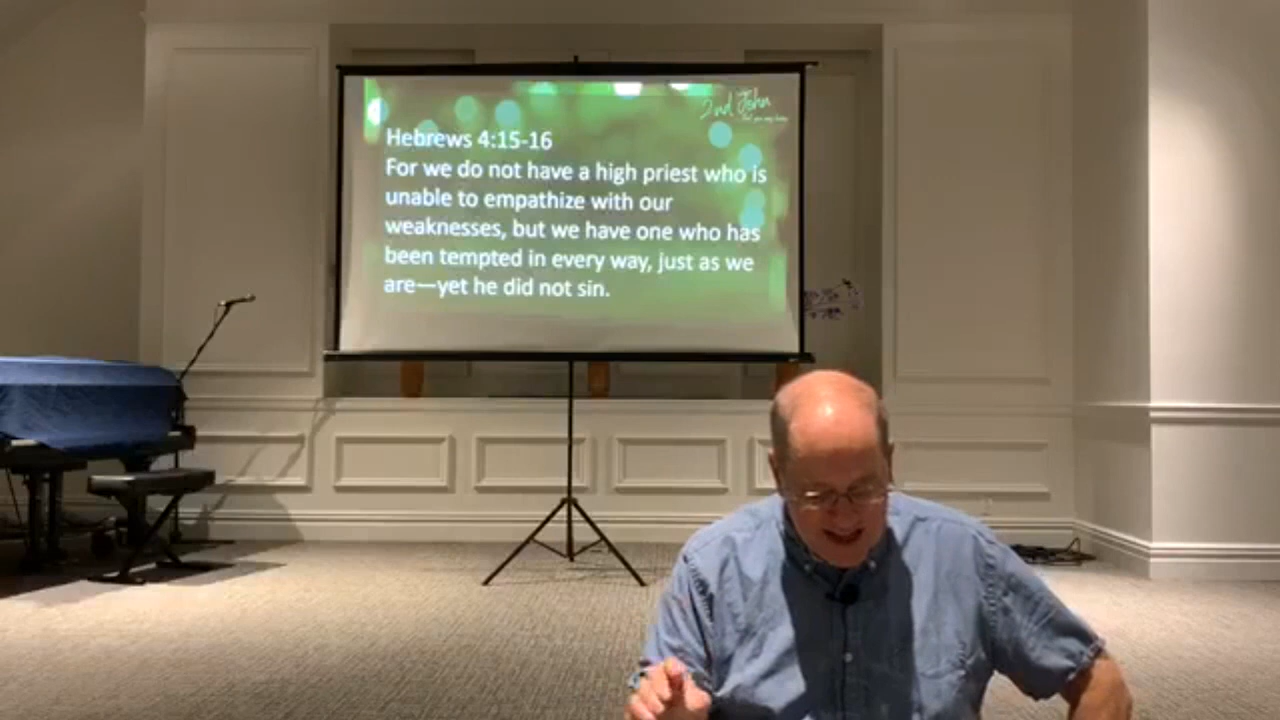 2nd John
Hebrews 4:15-16
For we do not have a high priest who is
unable to empathize with our
weaknesses, but we have one who has
been tempted in every way, just as we
are—yet he did not sin.